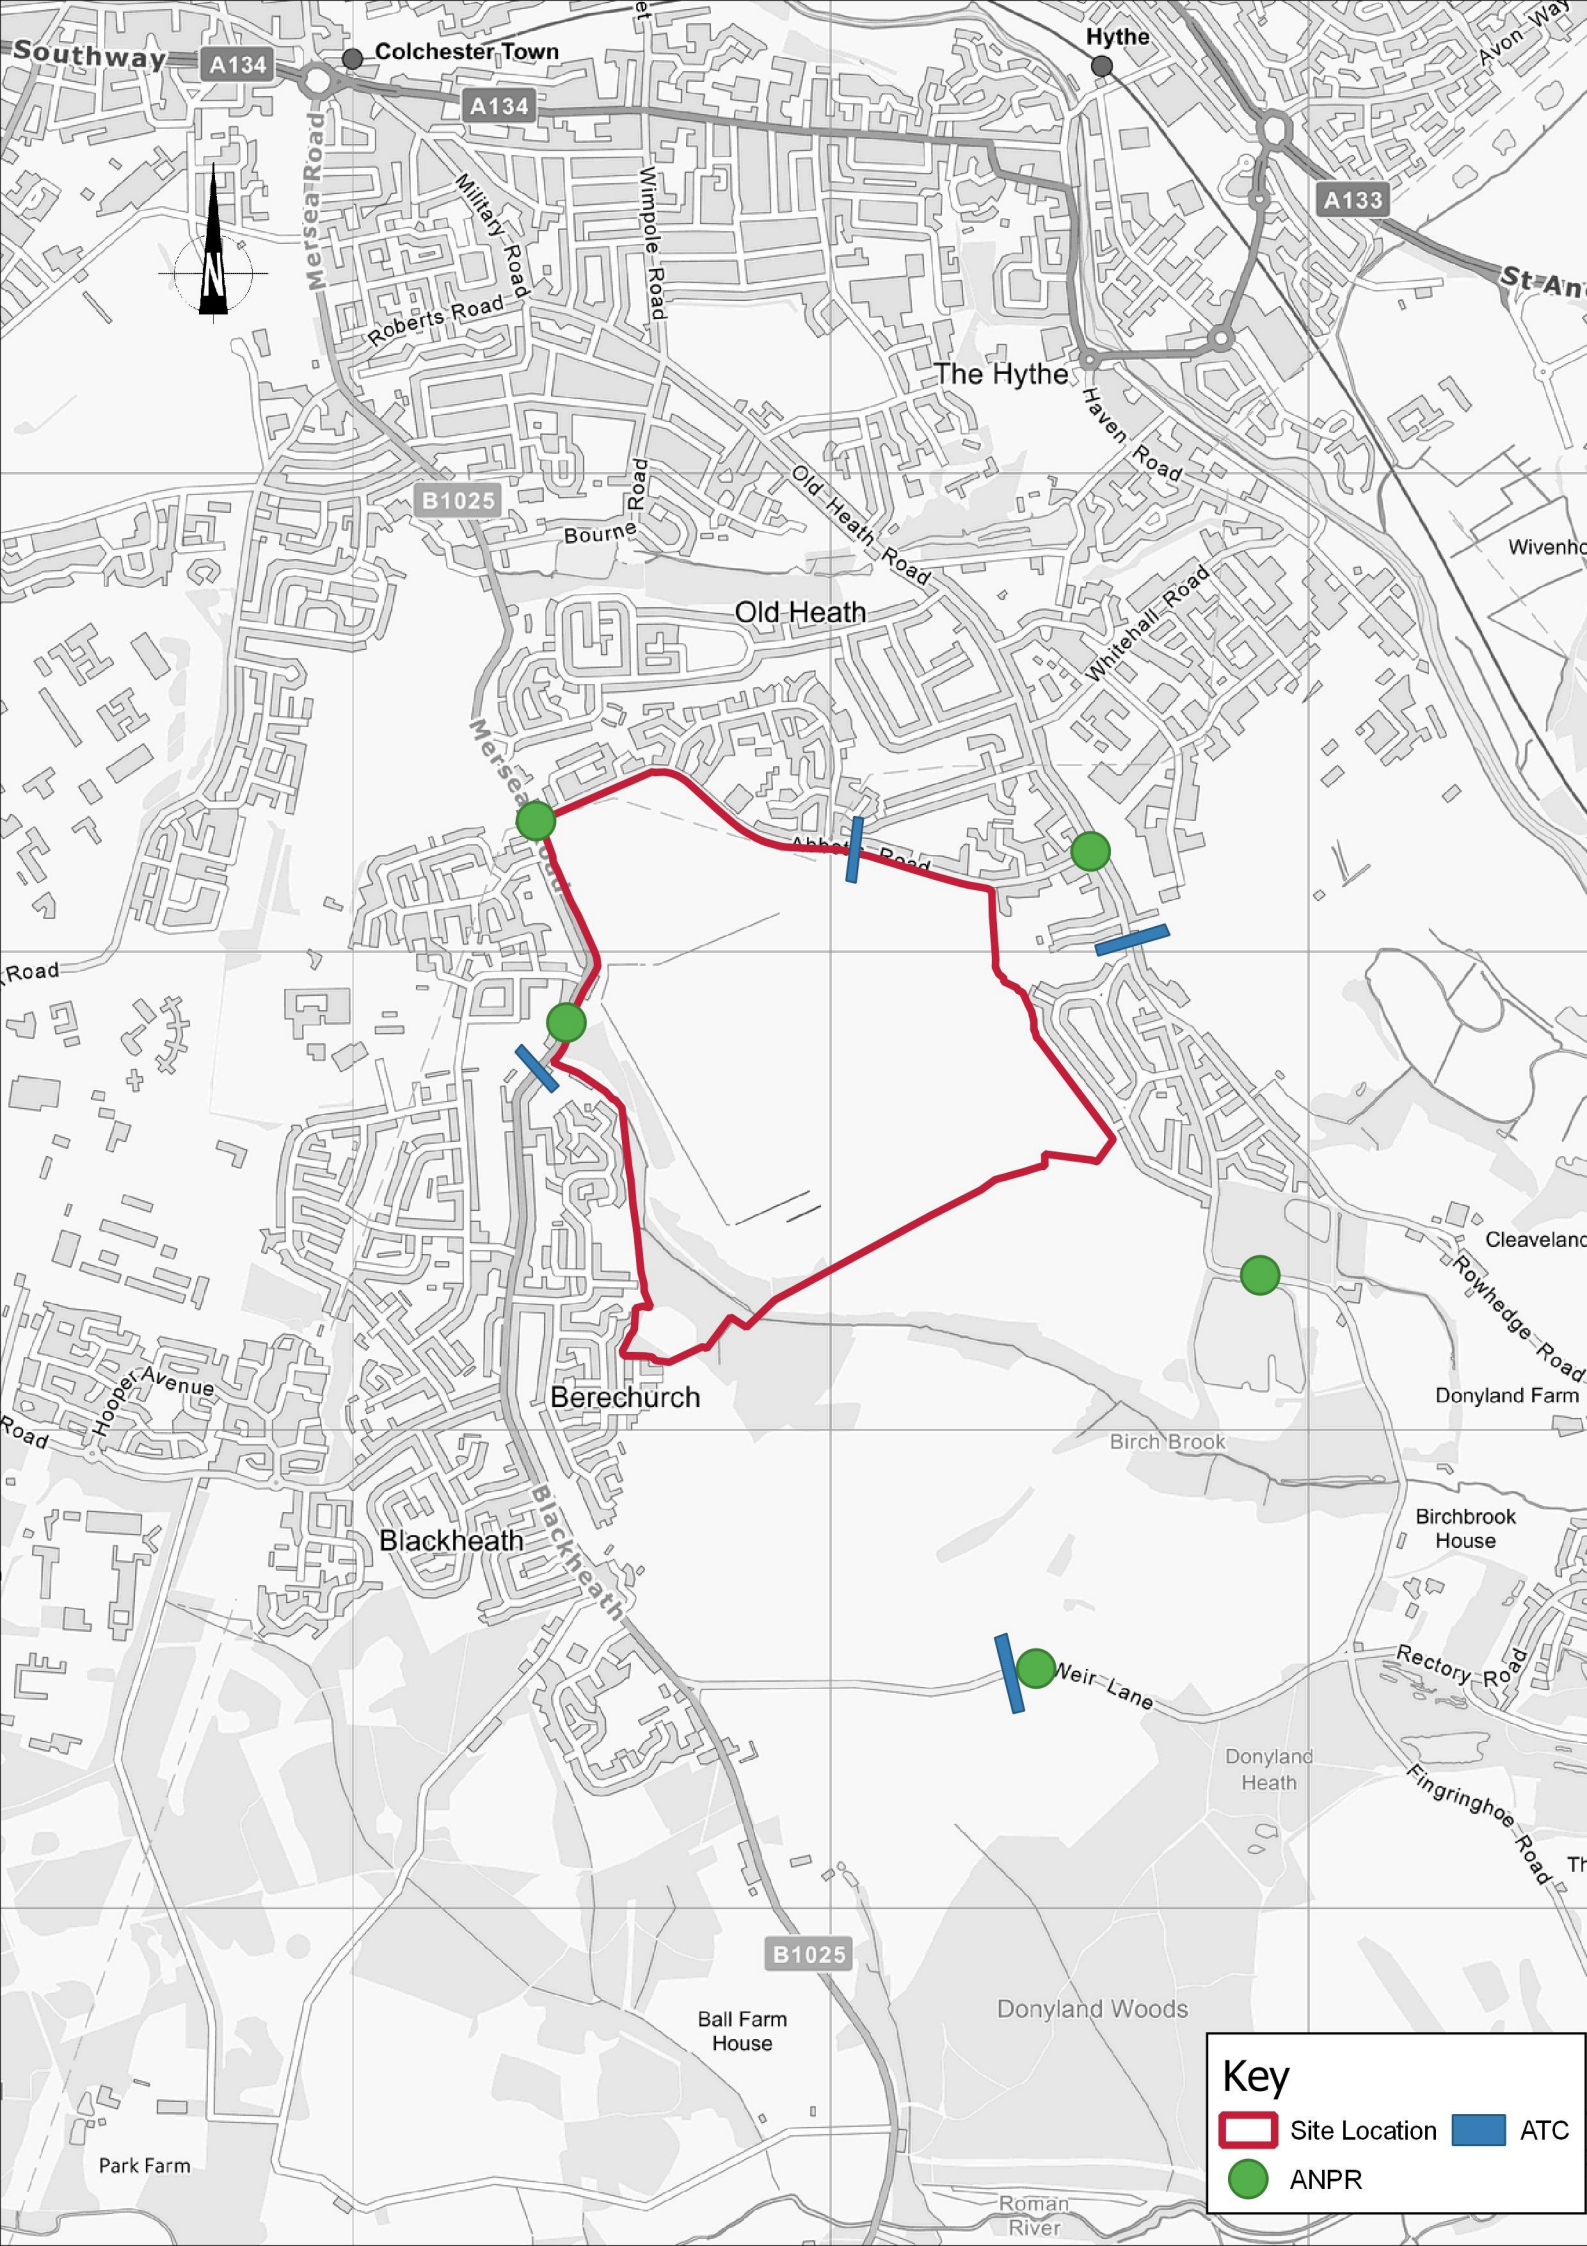 Southway
A134
Colchester Town
Hythe
Avon Way
A134
A133
St An
Mersea Road
Military Road
Wimpole Road
N
Roberts Road
The Hythe
Haven Road
B1025
Bourne Road
Old Heath Road
Wivenho
Whitehall Road
Old Heath
Mersea
oad
Road
Road
Cleaveland
Rowhedge Road
Hooper Avenue
Road
Berechurch
Donyland Farm
Birch Brook
Birchbrook
House
Blackheath
Blackheath
Weir Lane
Rectory Road
Donyland
Heath
Fingringhoe Road
Th
B1025
Donyland Woods
Ball Farm
House
Park Farm
Roman
River
Key
Site Location
ATC
ANPR